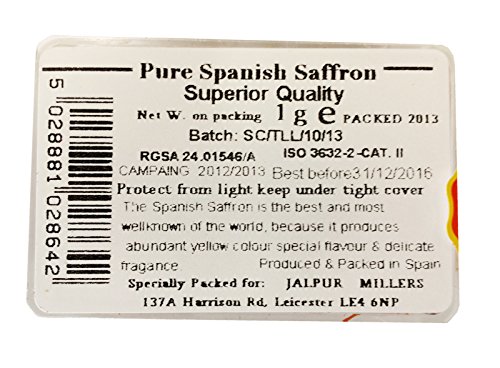 Pure Spanish Saffron
Superior Quality
Net W. on packing 1g e PACKED 2013
Batch: SC/TLL/10/13
RGSA 24.01546/A ISO 3632-2-CAT. II
CAMPAING 2012/2013 Best before31/12/2016
Protect from light keep under tight cover
The Spanish Saffron is the best and most
wellknown of the world, because it produces
abundant yellow colour special flavour & delicate
fragance Produced & Packed in Spain
Specially Packed for: JALPUR MILLERS
137A Harrison Rd, Leicester LE4 6NP
5 028881 028642